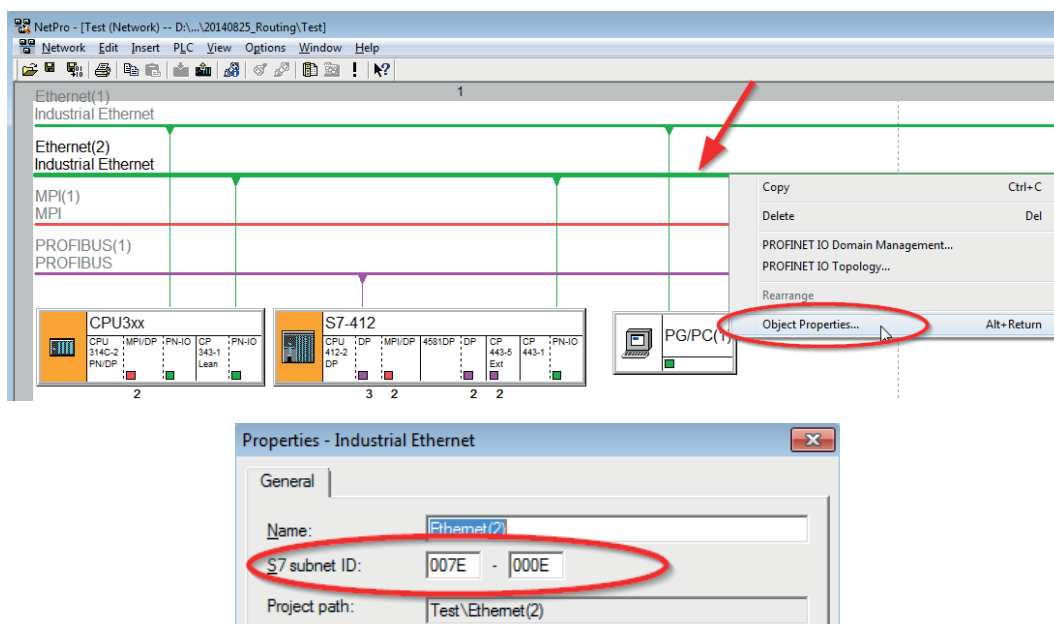 NetPro - [Test (Network) -- D:\...\20140825_Routing\Test]
Network Edit Insert PLC View Options Window Help
1
Ethernet(1)
Industrial Ethernet
Ethernet(2)
Industrial Ethernet
MPI(1)
MPI
PROFIBUS(1)
PROFIBUS
Copy Ctrl+C
Delete Del
PROFINET IO Domain Management...
PROFINET IO Topology...
Rearrange
Object Properties... Alt+Return
CPU3xx
CPU 314C-2 PN/DP
MPI/DP
PN-IO
CP 343-1 Lean
PN-IO
2
S7-412
CPU 412-2 DP
DP
MPI/DP
4581DP
DP
CP 443-5 Ext
CP 443-1
PN-IO
3 2 2 2
PG/PC(1)
Properties - Industrial Ethernet
General
Name: Ethernet(2)
S7 subnet ID: 007E - 000E
Project path: Test\Ethernet(2)